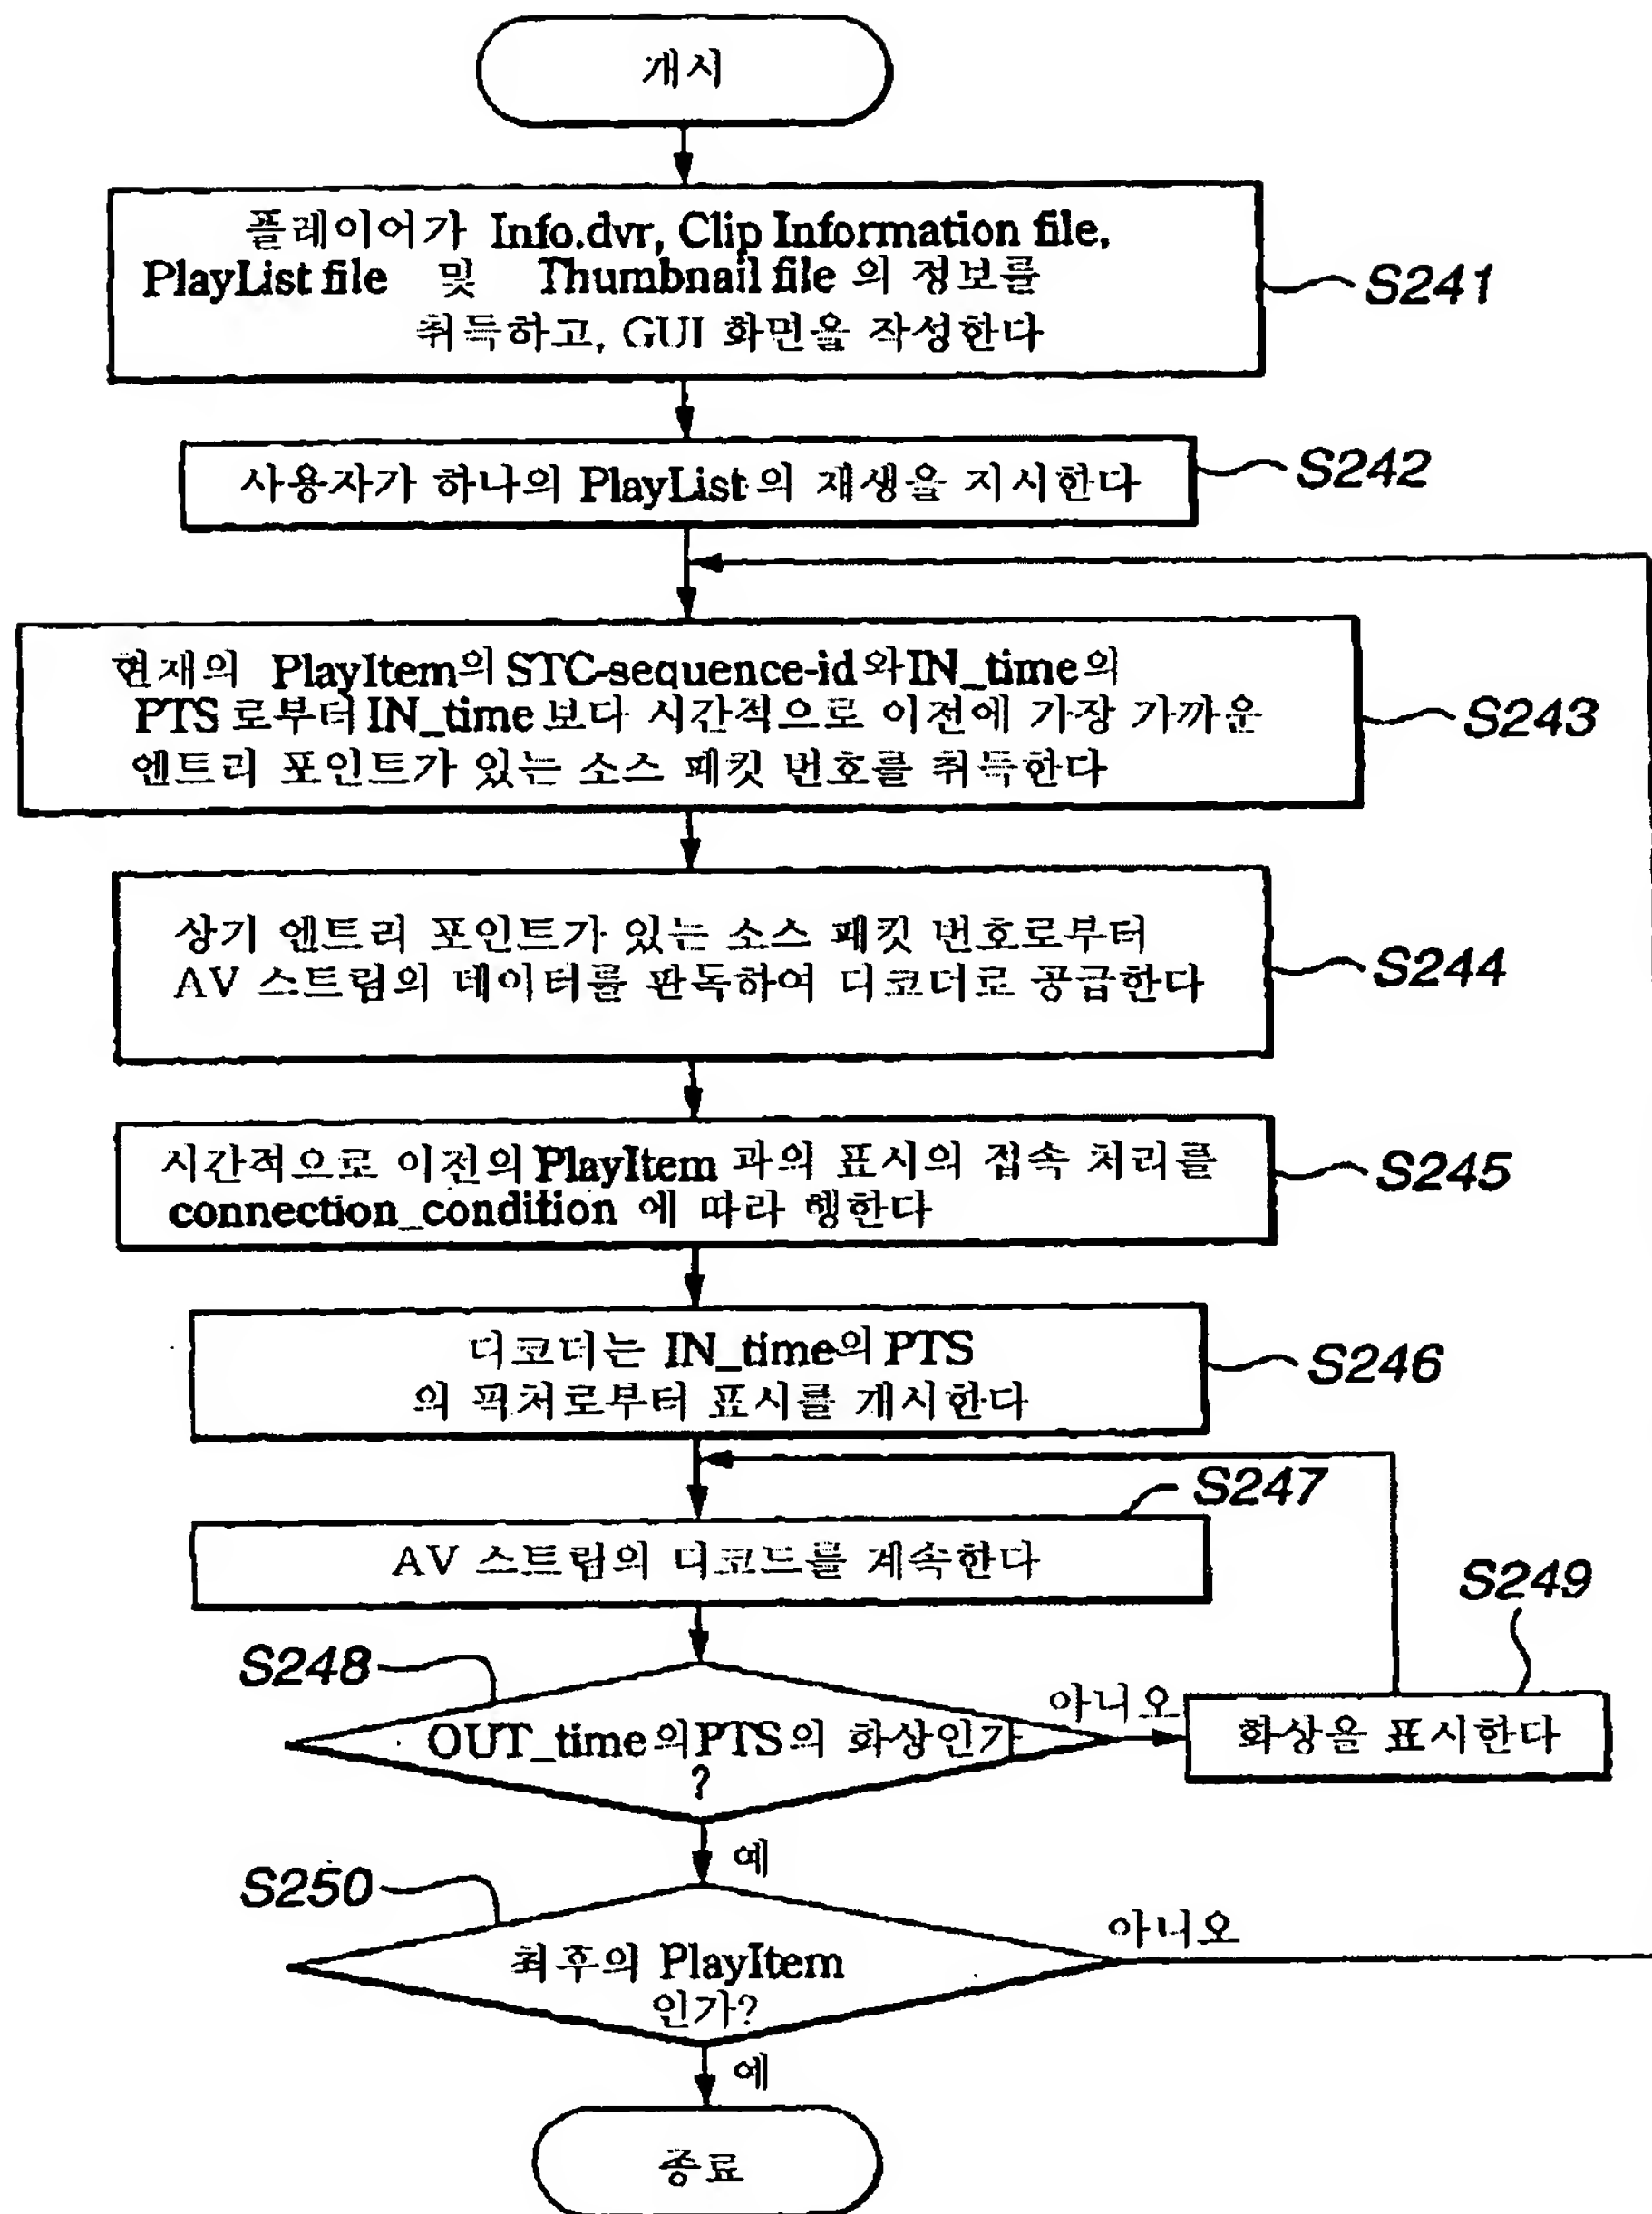 개시
플레이어가 Info.dvr, Clip Information file,
PlayList file 및 Thumbnail file 의 정보를
취득하고, GUI 화면을 작성한다
S241
사용자가 하나의 PlayList 의 재생을 지시한다
S242
현재의 PlayItem의 STC-sequence-id와 IN_time의
PTS 로부터 IN_time 보다 시간적으로 이전에 가장 가까운
엔트리 포인트가 있는 소스 패킷 번호를 취득한다
S243
상기 엔트리 포인트가 있는 소스 패킷 번호로부터
AV 스트림의 데이터를 판독하여 디코더로 공급한다
S244
시간적으로 이전의 PlayItem 과의 표시의 접속 처리를
connection_condition 에 따라 행한다
S245
디코더는 IN_time의 PTS
의 픽처로부터 표시를 개시한다
S246
S247
AV 스트림의 디코드를 계속한다
S249
S248
아니오
OUT_time의 PTS의 화상인가
?
화상을 표시한다
예
S250
아니오
최후의 PlayItem
인가?
예
종료